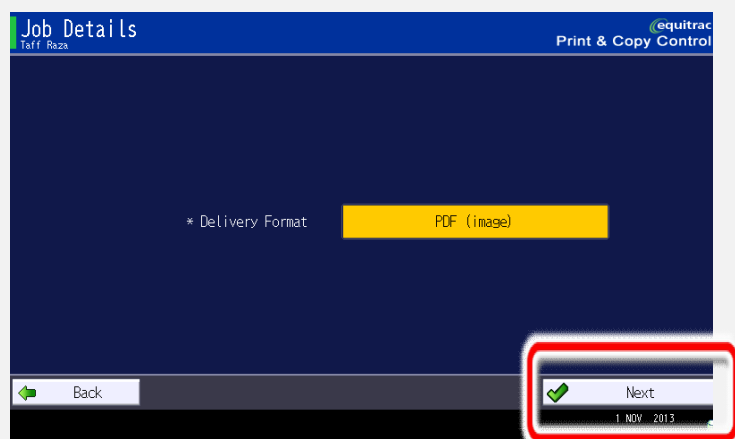 Job Details
Taff Raza
equitrac
Print & Copy Control
* Delivery Format
PDF (image)
Back
Next
1 NOV 2013